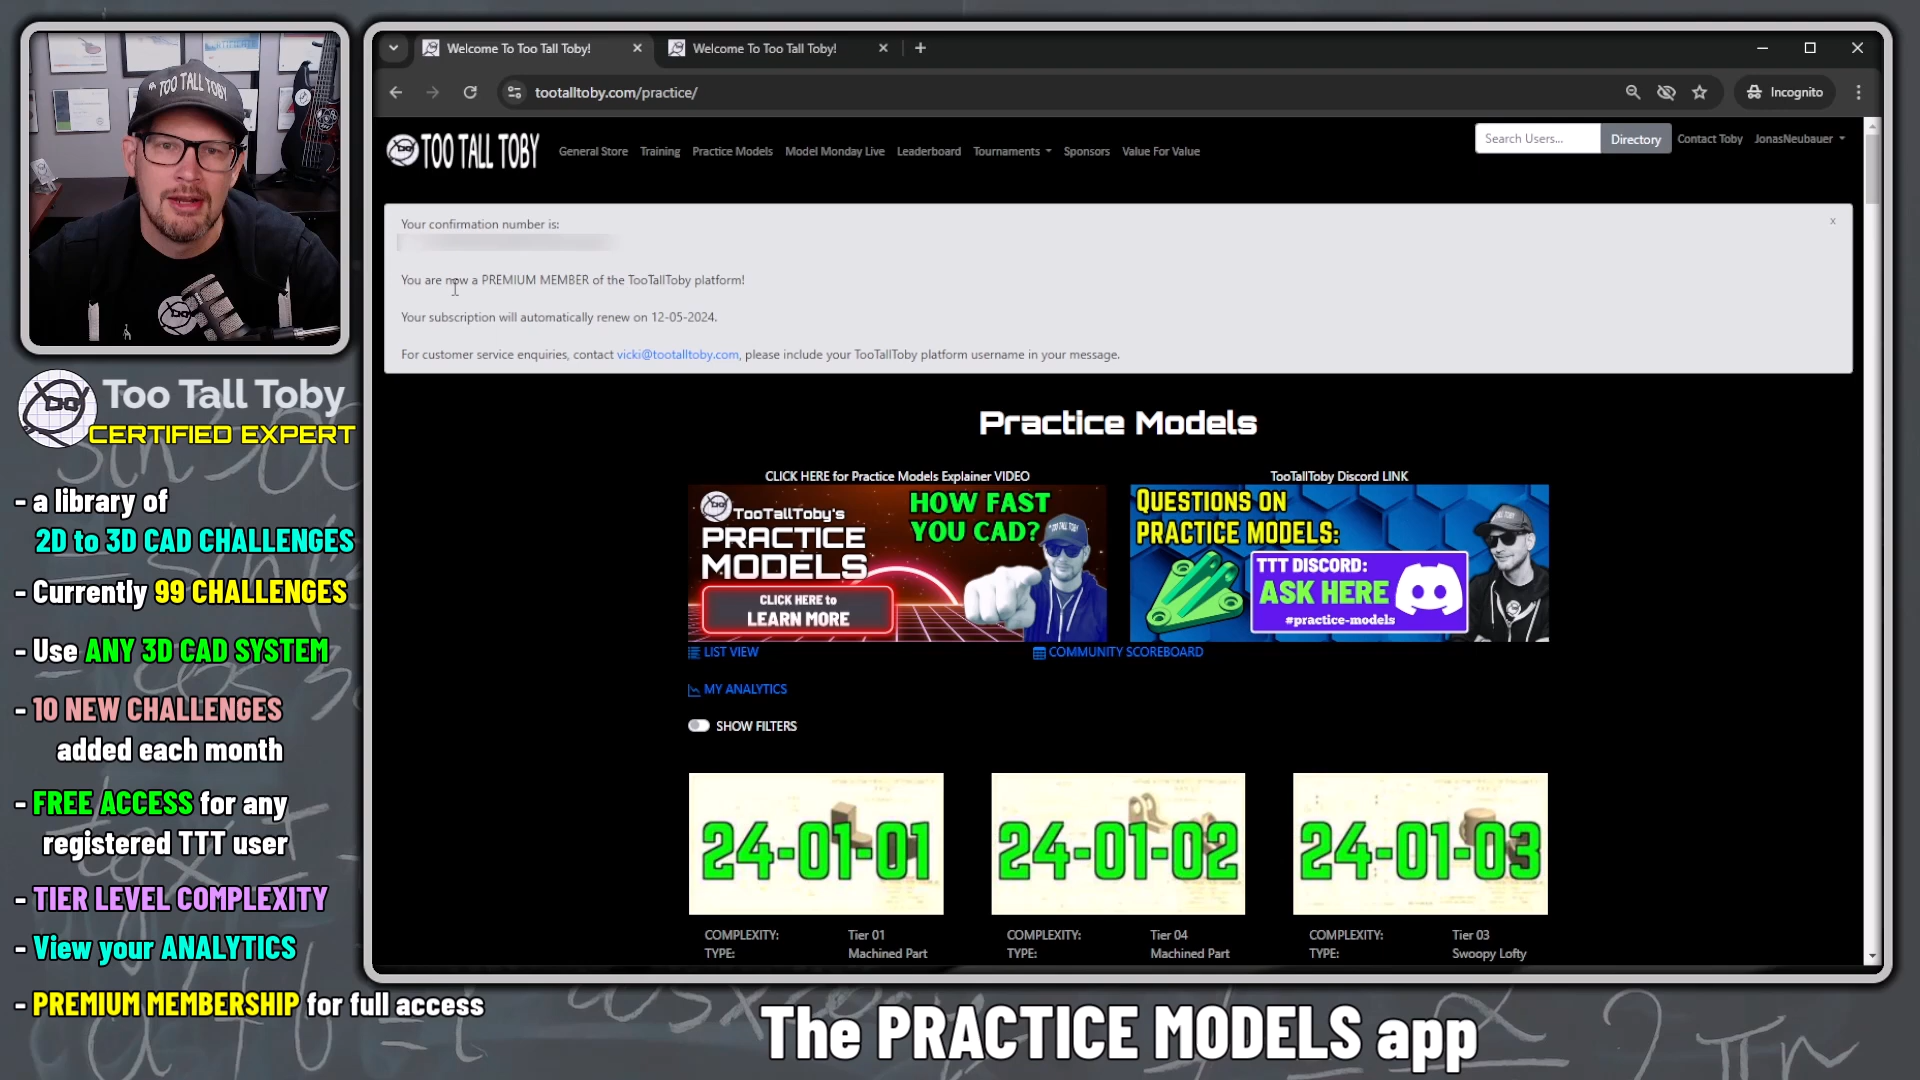 TOO TALL TOBY
Too Tall Toby
CERTIFIED EXPERT
- a library of
2D to 3D CAD CHALLENGES
- Currently 99 CHALLENGES
- Use ANY 3D CAD SYSTEM
- 10 NEW CHALLENGES
added each month
- FREE ACCESS for any
registered TTT user
- TIER LEVEL COMPLEXITY
- View your ANALYTICS
- PREMIUM MEMBERSHIP for full access
Welcome To Too Tall Toby!
Welcome To Too Tall Toby!
tootalltoby.com/practice/
Incognito
TOO TALL TOBY
General Store
Training
Practice Models
Model Monday Live
Leaderboard
Tournaments
Sponsors
Value For Value
Search Users...
Directory
Contact Toby
JonasNeubauer
Your confirmation number is:
x
You are now a PREMIUM MEMBER of the TooTallToby platform!
Your subscription will automatically renew on 12-05-2024.
For customer service enquiries, contact vicki@tootalltoby.com, please include your TooTallToby platform username in your message.
Practice Models
CLICK HERE for Practice Models Explainer VIDEO
TooTallToby's
PRACTICE
MODELS
HOW FAST
YOU CAD?
CLICK HERE to
LEARN MORE
TooTallToby Discord LINK
QUESTIONS ON
PRACTICE MODELS:
TTT DISCORD:
ASK HERE
#practice-models
LIST VIEW
COMMUNITY SCOREBOARD
MY ANALYTICS
SHOW FILTERS
24-01-01
24-01-02
24-01-03
COMPLEXITY: Tier 01
TYPE: Machined Part
COMPLEXITY: Tier 04
TYPE: Machined Part
COMPLEXITY: Tier 03
TYPE: Swoopy Lofty
The PRACTICE MODELS app